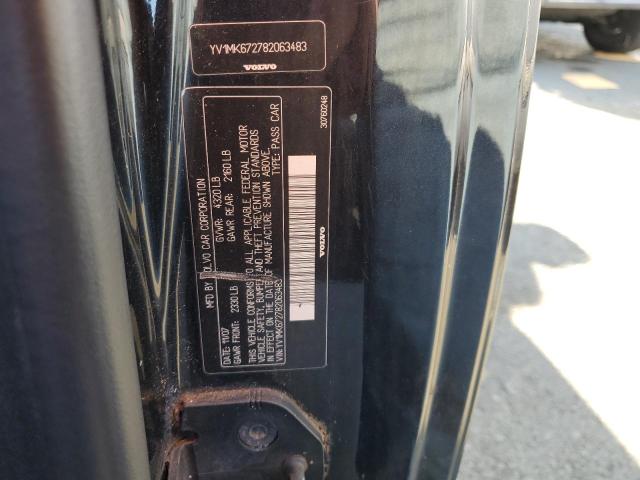 YV1MK672782063483
VOLVO
MFD BY VOLVO CAR CORPORATION
DATE: 11/07 GVWR: 4320 LB
GAWR FRONT: 2330 LB GAWR REAR: 2160 LB
THIS VEHICLE CONFORMS TO ALL APPLICABLE FEDERAL MOTOR
VEHICLE SAFETY, BUMPER, AND THEFT PREVENTION STANDARDS
IN EFFECT ON THE DATE OF MANUFACTURE SHOWN ABOVE.
VIN: YV1MK672782063483 TYPE: PASS CAR
VOLVO
30760248